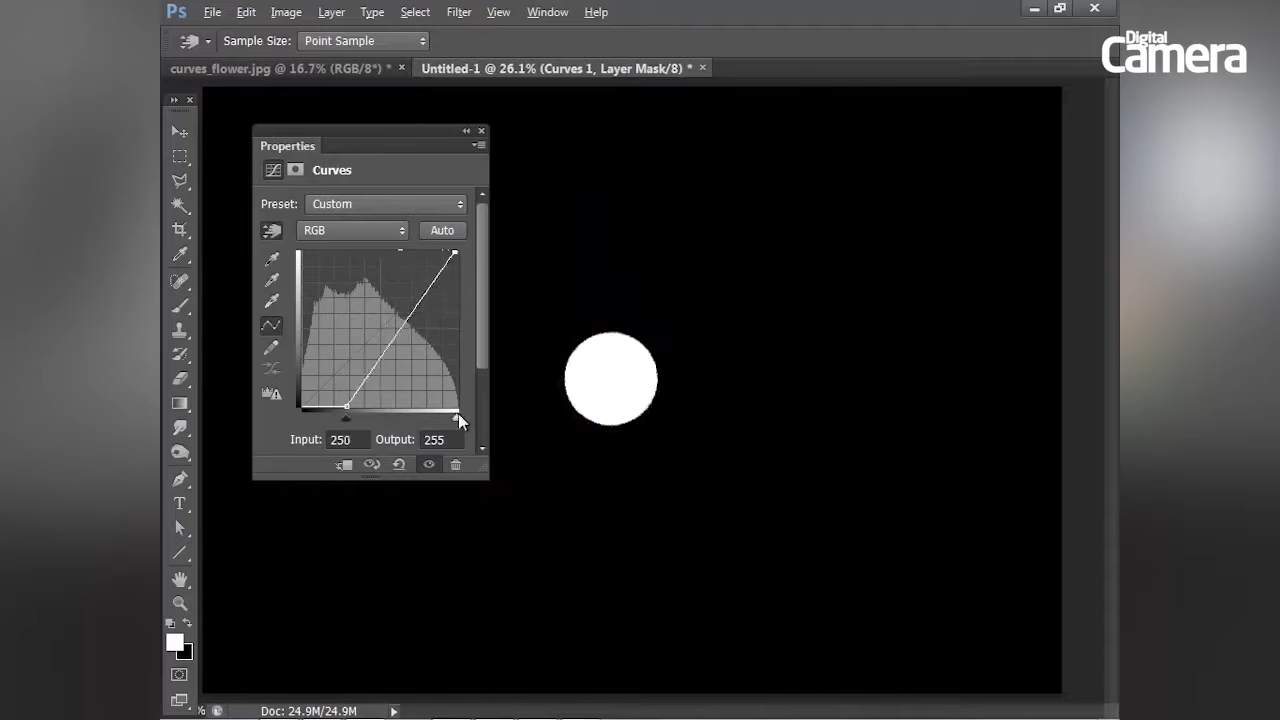 Ps File Edit Image Layer Type Select Filter View Window Help
Sample Size: Point Sample
Digital
Camera
curves_flower.jpg @ 16.7% (RGB/8*) * × Untitled-1 @ 26.1% (Curves 1, Layer Mask/8) * ×
Properties
Curves
Preset: Custom
RGB Auto
Input: 250 Output: 255
T
% Doc: 24.9M/24.9M